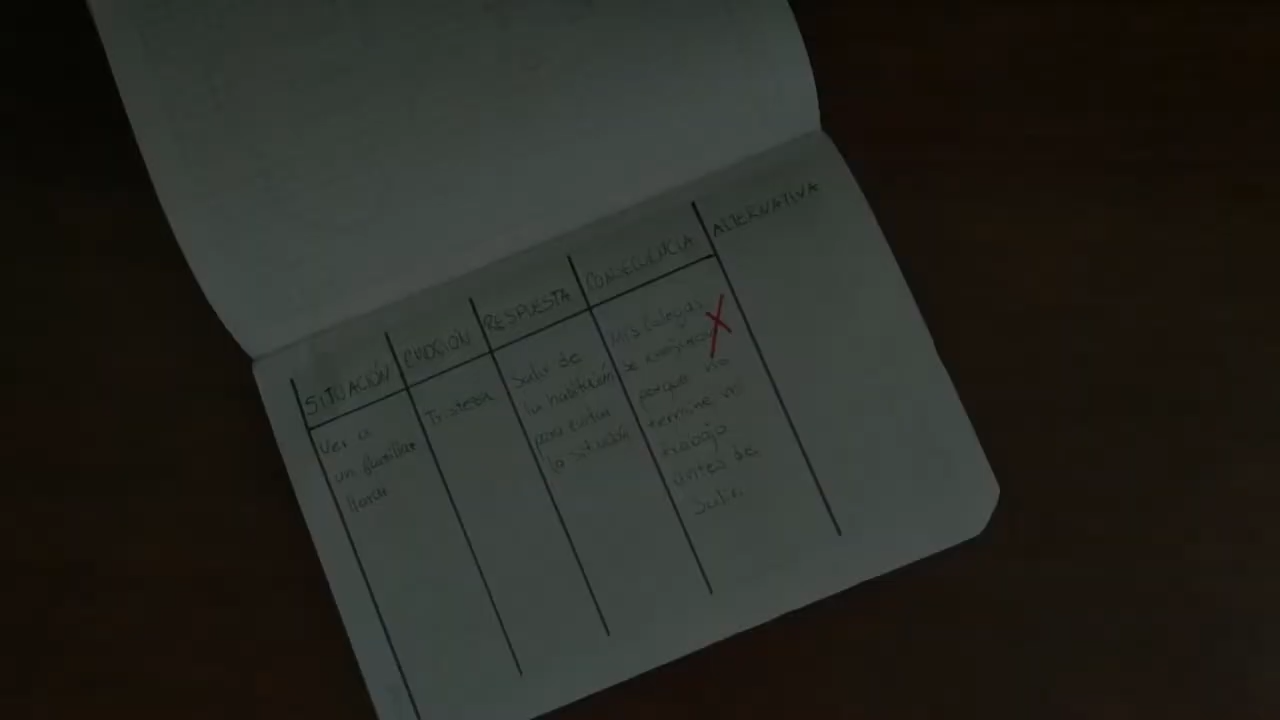 SITUACIÓN
EMOCIÓN
RESPUESTA
CONSECUENCIA
ALTERNATIVA
Ver a
un familiar
llorar
Tristeza
Salir de
la habitación
para evitar
la situación
Mis colegas
se enojaron
porque no
terminé mi
trabajo
antes de
salir.